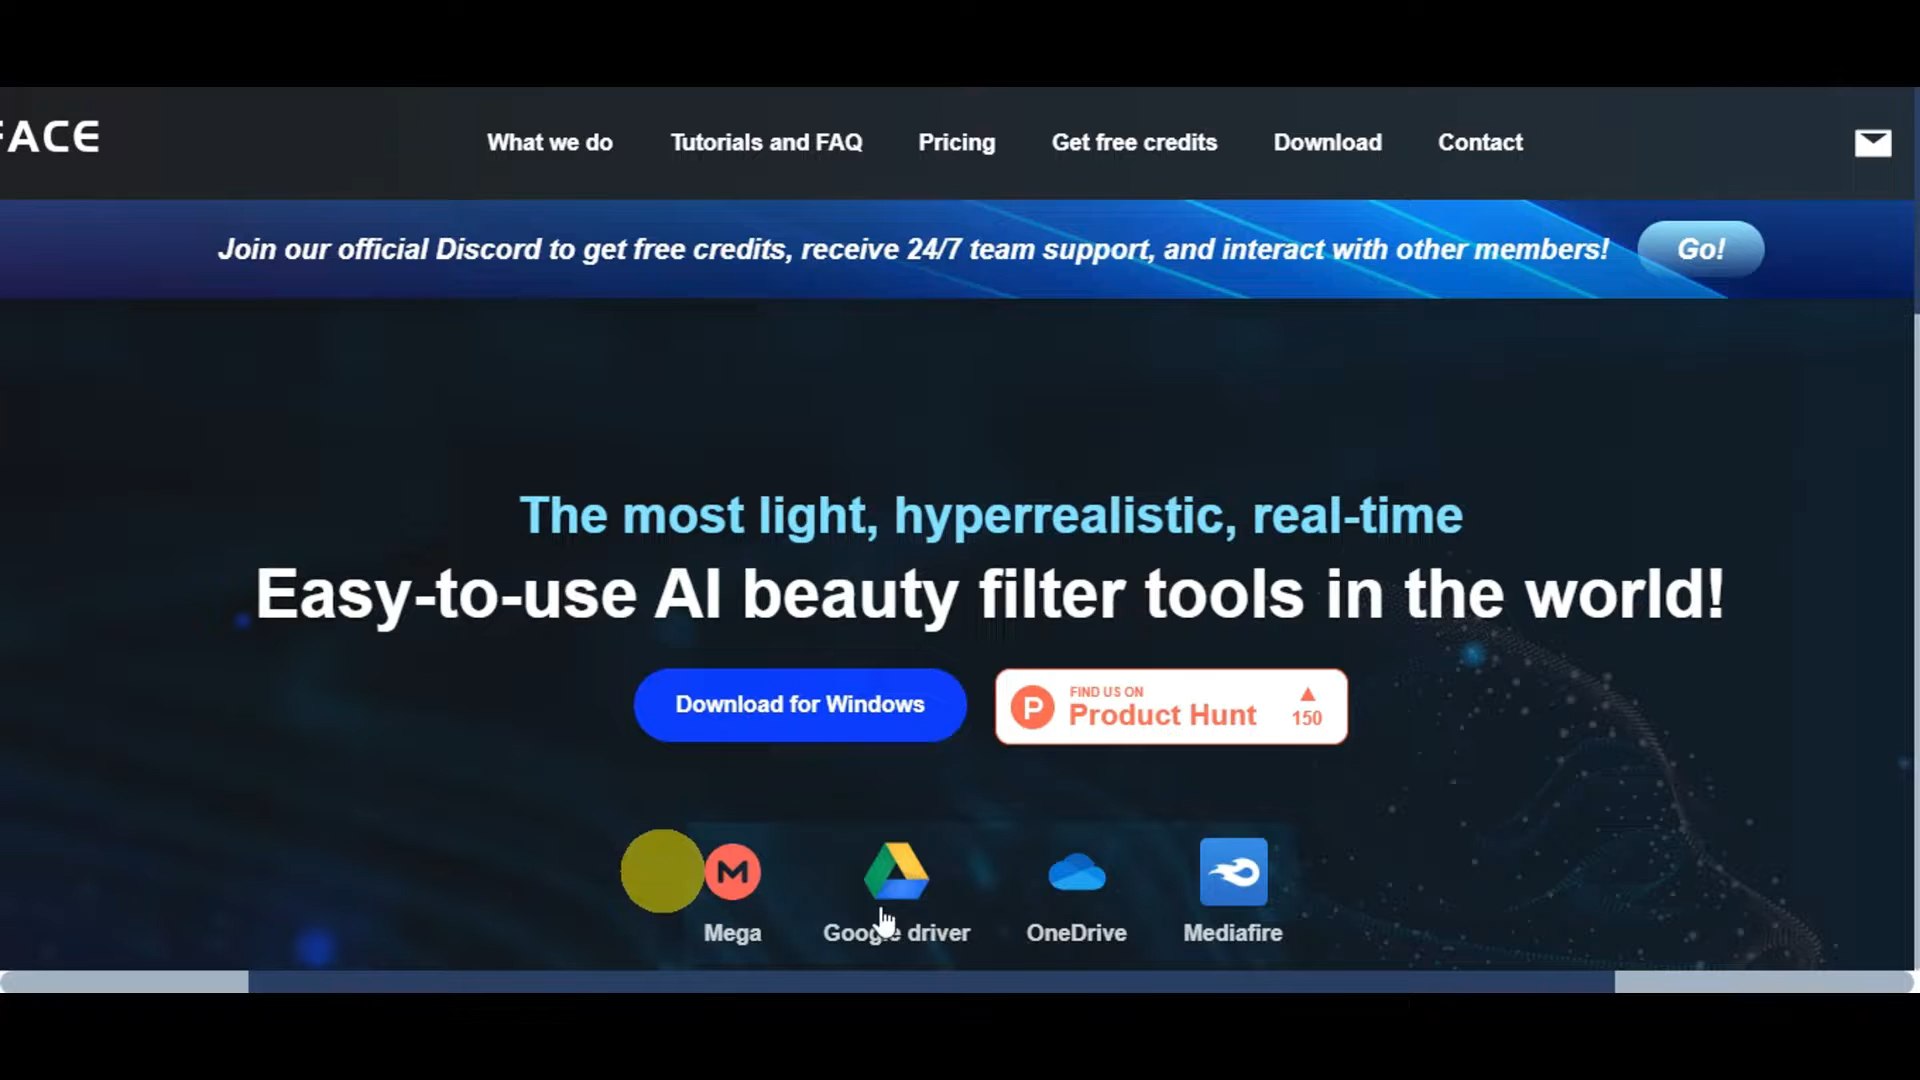 FACE
What we do
Tutorials and FAQ
Pricing
Get free credits
Download
Contact
Join our official Discord to get free credits, receive 24/7 team support, and interact with other members!
Go!
The most light, hyperrealistic, real-time
Easy-to-use AI beauty filter tools in the world!
Download for Windows
P
FIND US ON
Product Hunt
150
Mega
Google driver
OneDrive
Mediafire